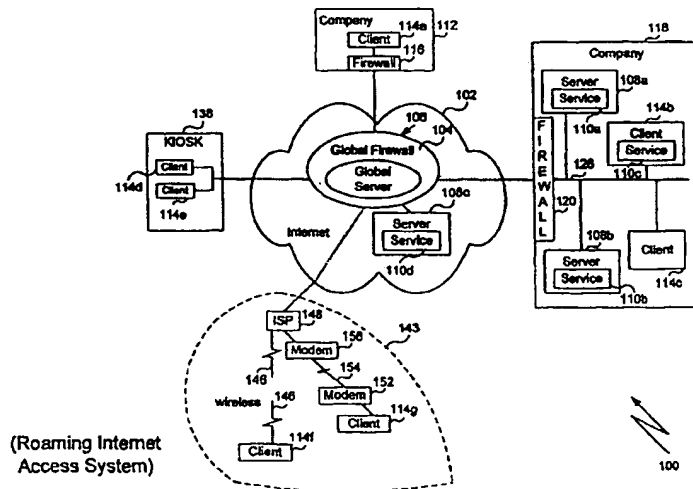 Company
114a
Client
112
116
Firewall
118
Company
102
Server
108a
Service
106
104
114b
138
KIOSK
110a
Client
Global Firewall
Service
Client
126
110c
114d
Global
Server
Client
FIREWALL
114e
108c
120
Server
Internet
Service
108b
Client
Server
110d
114c
Service
110b
ISP
148
143
156
Modem
154
146
152
wireless
146
Modem
114g
Client
114f
Client
(Roaming Internet
Access System)
100